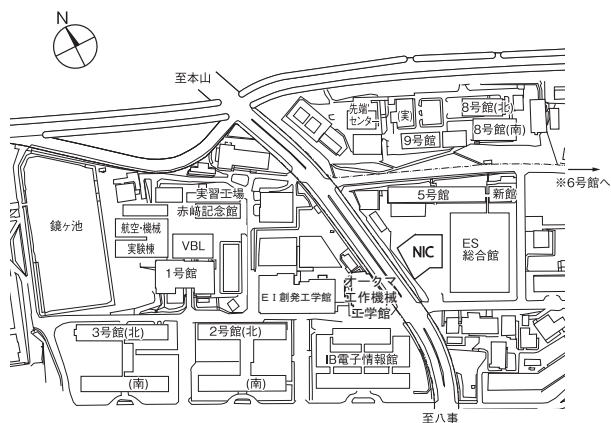 N
至本山
先端
センタ
(実)
8号館(北)
8号館(南)
9号館
※6号館へ
実習工場
赤﨑記念館
5号館
新館
鏡ヶ池
航空・機械
実験棟
VBL
NIC
ES
総合館
1号館
EI創発工学館
オークマ
工作機械
工学館
3号館(北)
2号館(北)
IB電子情報館
(南)
(南)
至八事